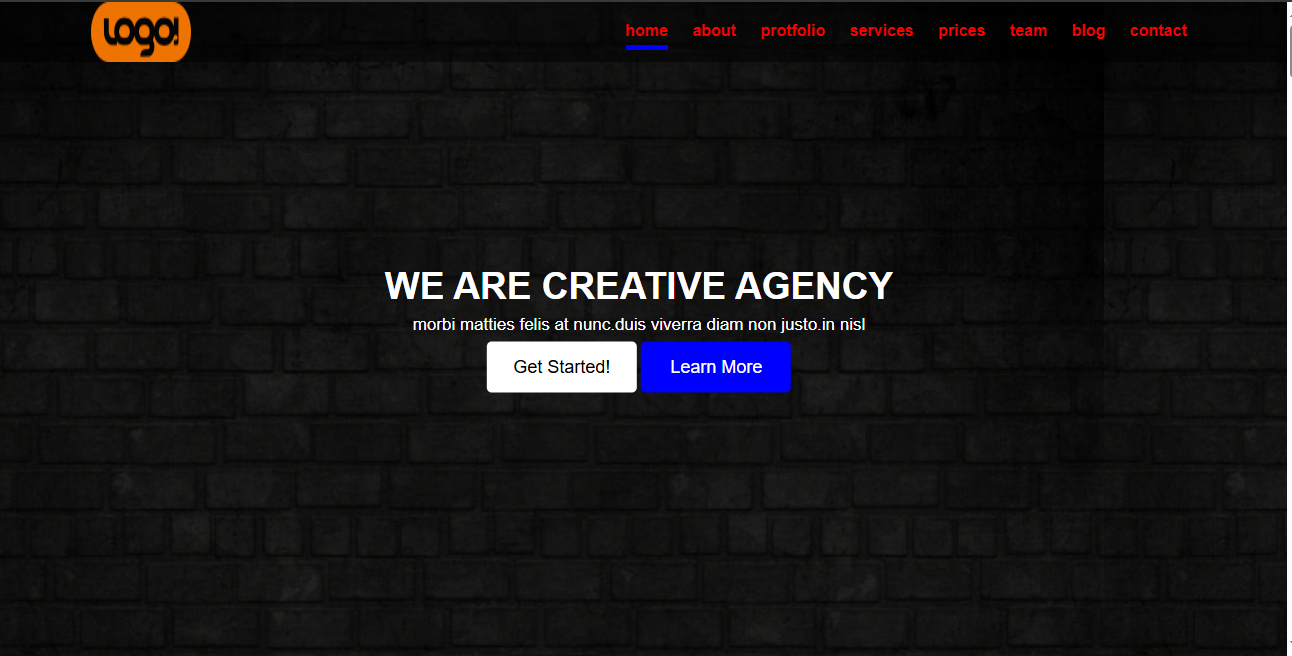 LOGO!
home about protfolio services prices team blog contact
WE ARE CREATIVE AGENCY
morbi matties felis at nunc.duis viverra diam non justo.in nisl
Get Started! Learn More